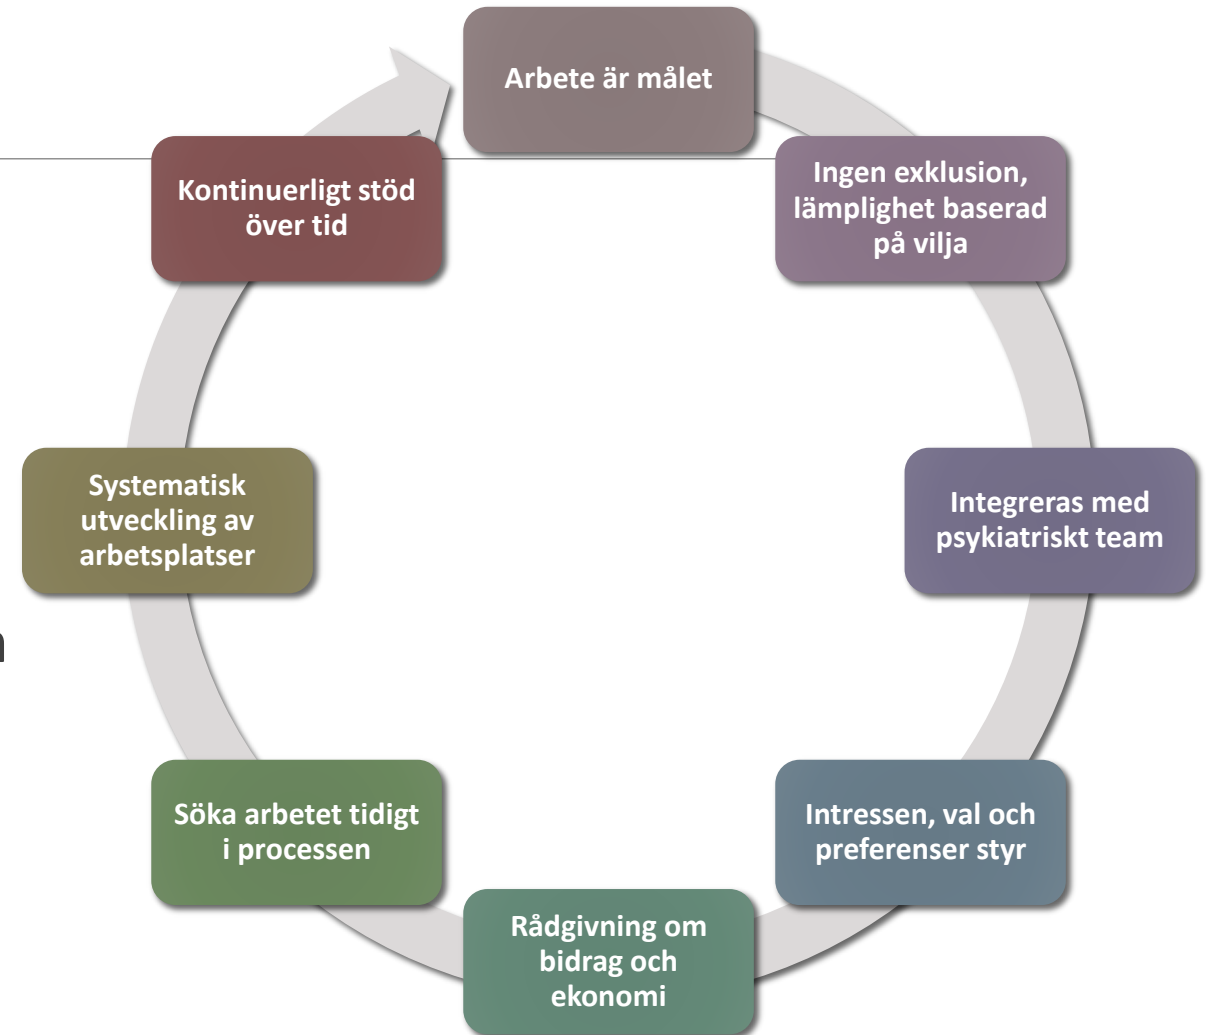 Arbete är målet
Ingen exklusion,
lämplighet baserad
på vilja
Integreras med
psykiatriskt team
Intressen, val och
preferenser styr
Rådgivning om
bidrag och
ekonomi
Söka arbetet tidigt
i processen
Systematisk
utveckling av
arbetsplatser
Kontinuerligt stöd
över tid